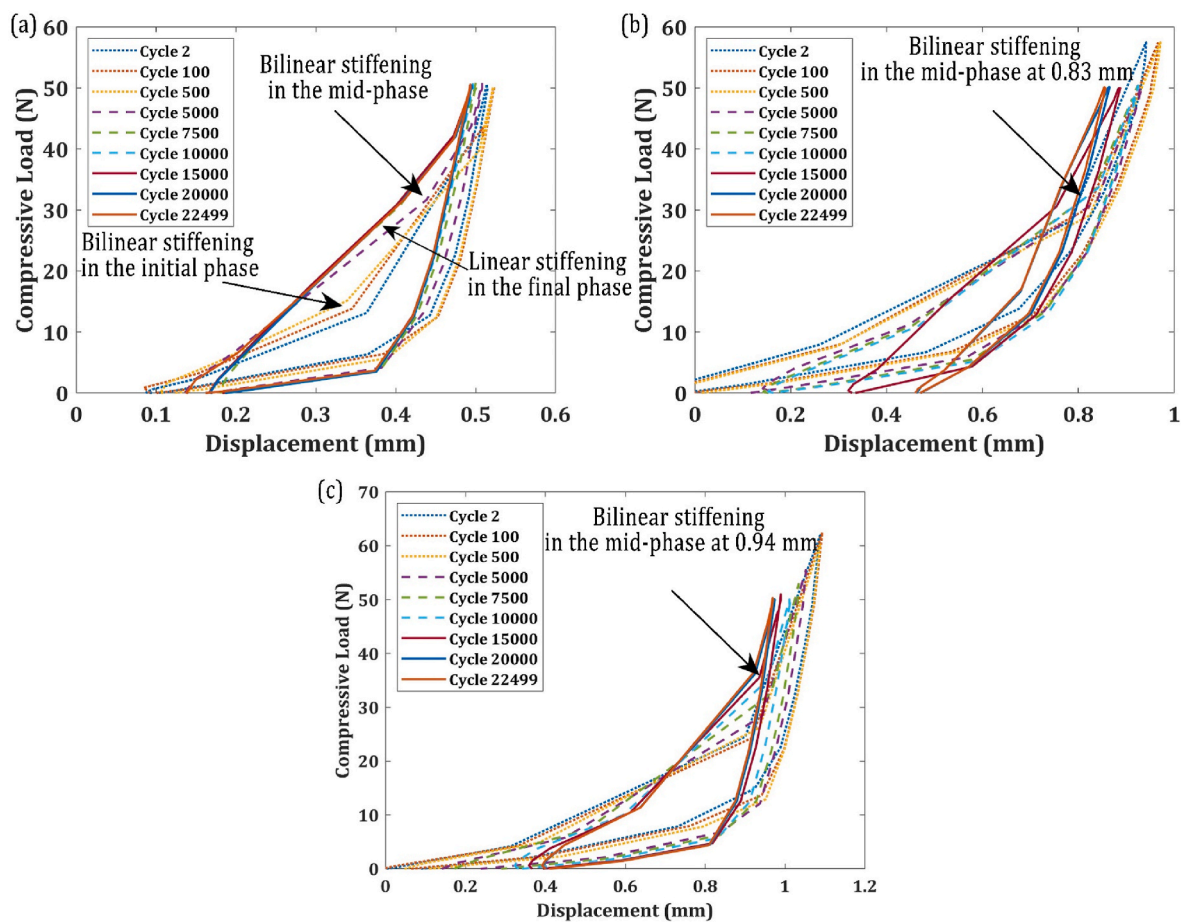 (a)
60
50
40
30
20
10
0
Compressive Load (N)
Cycle 2
Cycle 100
Cycle 500
Cycle 5000
Cycle 7500
Cycle 10000
Cycle 15000
Cycle 20000
Cycle 22499
Bilinear stiffening
in the mid-phase
Bilinear stiffening
in the initial phase
Linear stiffening
in the final phase
0 0.1 0.2 0.3 0.4 0.5 0.6
Displacement (mm)
(b)
60
50
40
30
20
10
0
Compressive Load (N)
Cycle 2
Cycle 100
Cycle 500
Cycle 5000
Cycle 7500
Cycle 10000
Cycle 15000
Cycle 20000
Cycle 22499
Bilinear stiffening
in the mid-phase at 0.83 mm
0 0.2 0.4 0.6 0.8 1
Displacement (mm)
(c)
70
60
50
40
30
20
10
0
Compressive Load (N)
Cycle 2
Cycle 100
Cycle 500
Cycle 5000
Cycle 7500
Cycle 10000
Cycle 15000
Cycle 20000
Cycle 22499
Bilinear stiffening
in the mid-phase at 0.94 mm
0 0.2 0.4 0.6 0.8 1 1.2
Displacement (mm)